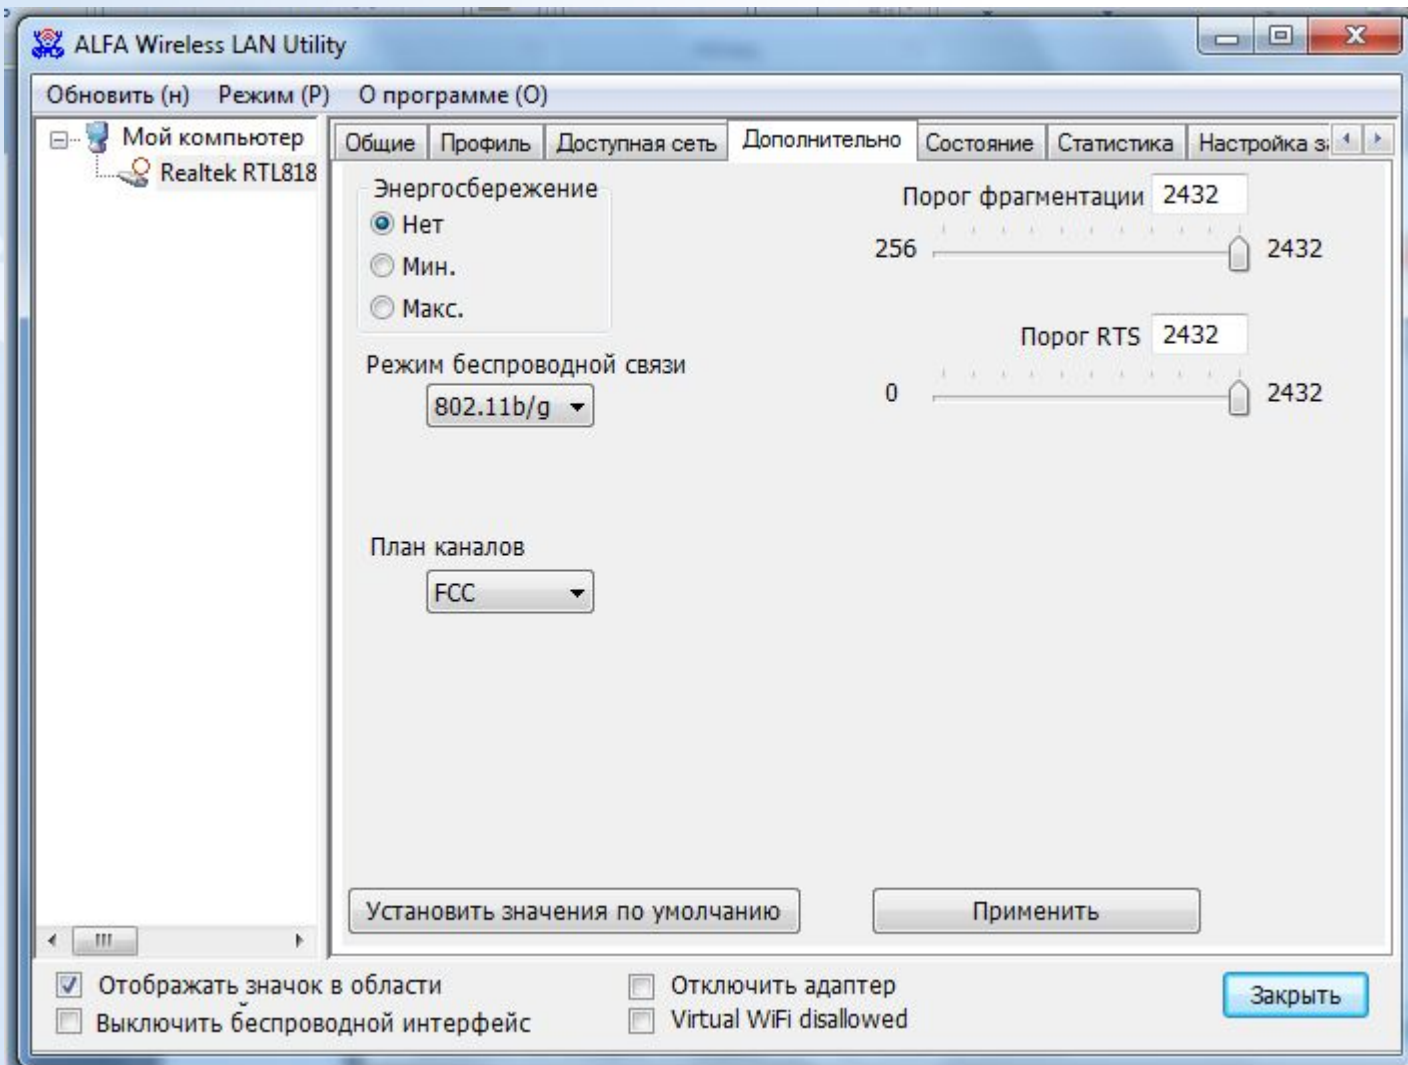 ALFA Wireless LAN Utility
Обновить (н) Режим (Р) О программе (О)
Мой компьютер
Realtek RTL818
Общие Профиль Доступная сеть Дополнительно Состояние Статистика Настройка
Энергосбережение
Нет
Мин.
Макс.
Порог фрагментации 2432
256 2432
Порог RTS 2432
0 2432
Режим беспроводной связи
802.11b/g
План каналов
FCC
Установить значения по умолчанию Применить
Отображать значок в области
Выключить беспроводной интерфейс
Отключить адаптер
Virtual WiFi disallowed
Закрыть